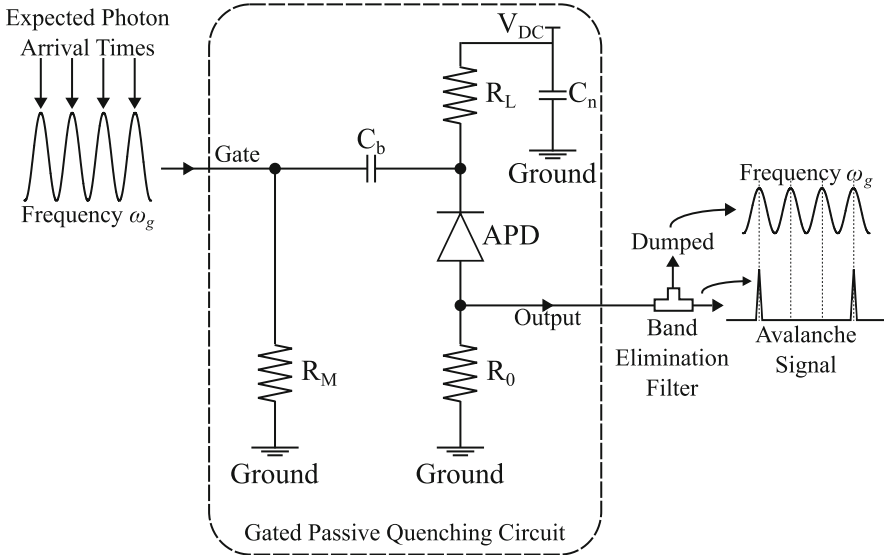 Expected Photon
Arrival Times
Frequency ω_g
Gate
C_b
V_DC
R_L
C_n
Ground
APD
Output
R_M
R_0
Ground
Ground
Gated Passive Quenching Circuit
Frequency ω_g
Dumped
Band
Elimination
Filter
Avalanche
Signal